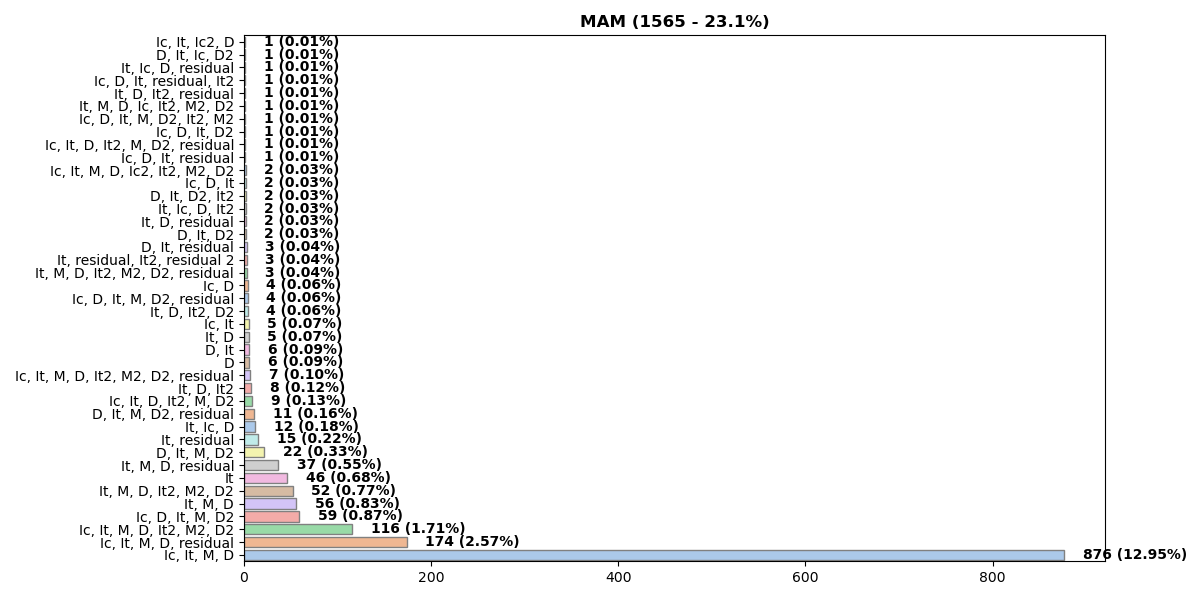 MAM (1565 - 23.1%)
Ic, It, Ic2, D 1 (0.01%)
D, It, Ic, D2 1 (0.01%)
It, Ic, D, residual 1 (0.01%)
Ic, D, It, residual, It2 1 (0.01%)
It, D, It2, residual 1 (0.01%)
It, M, D, Ic, It2, M2, D2 1 (0.01%)
Ic, D, It, M, D2, It2, M2 1 (0.01%)
Ic, D, It, D2 1 (0.01%)
Ic, It, D, It2, M, D2, residual 1 (0.01%)
Ic, D, It, residual 1 (0.01%)
Ic, It, M, D, Ic2, It2, M2, D2 2 (0.03%)
Ic, D, It 2 (0.03%)
D, It, D2, It2 2 (0.03%)
It, Ic, D, It2 2 (0.03%)
It, D, residual 2 (0.03%)
D, It, D2 2 (0.03%)
D, It, residual 3 (0.04%)
It, residual, It2, residual 2 3 (0.04%)
It, M, D, It2, M2, D2, residual 3 (0.04%)
Ic, D 4 (0.06%)
Ic, D, It, M, D2, residual 4 (0.06%)
It, D, It2, D2 4 (0.06%)
Ic, It 5 (0.07%)
It, D 5 (0.07%)
D, It 6 (0.09%)
D 6 (0.09%)
Ic, It, M, D, It2, M2, D2, residual 7 (0.10%)
It, D, It2 8 (0.12%)
Ic, It, D, It2, M, D2 9 (0.13%)
D, It, M, D2, residual 11 (0.16%)
It, Ic, D 12 (0.18%)
It, residual 15 (0.22%)
D, It, M, D2 22 (0.33%)
It, M, D, residual 37 (0.55%)
It 46 (0.68%)
It, M, D, It2, M2, D2 52 (0.77%)
It, M, D 56 (0.83%)
Ic, D, It, M, D2 59 (0.87%)
Ic, It, M, D, It2, M2, D2 116 (1.71%)
Ic, It, M, D, residual 174 (2.57%)
Ic, It, M, D 876 (12.95%)
0 200 400 600 800